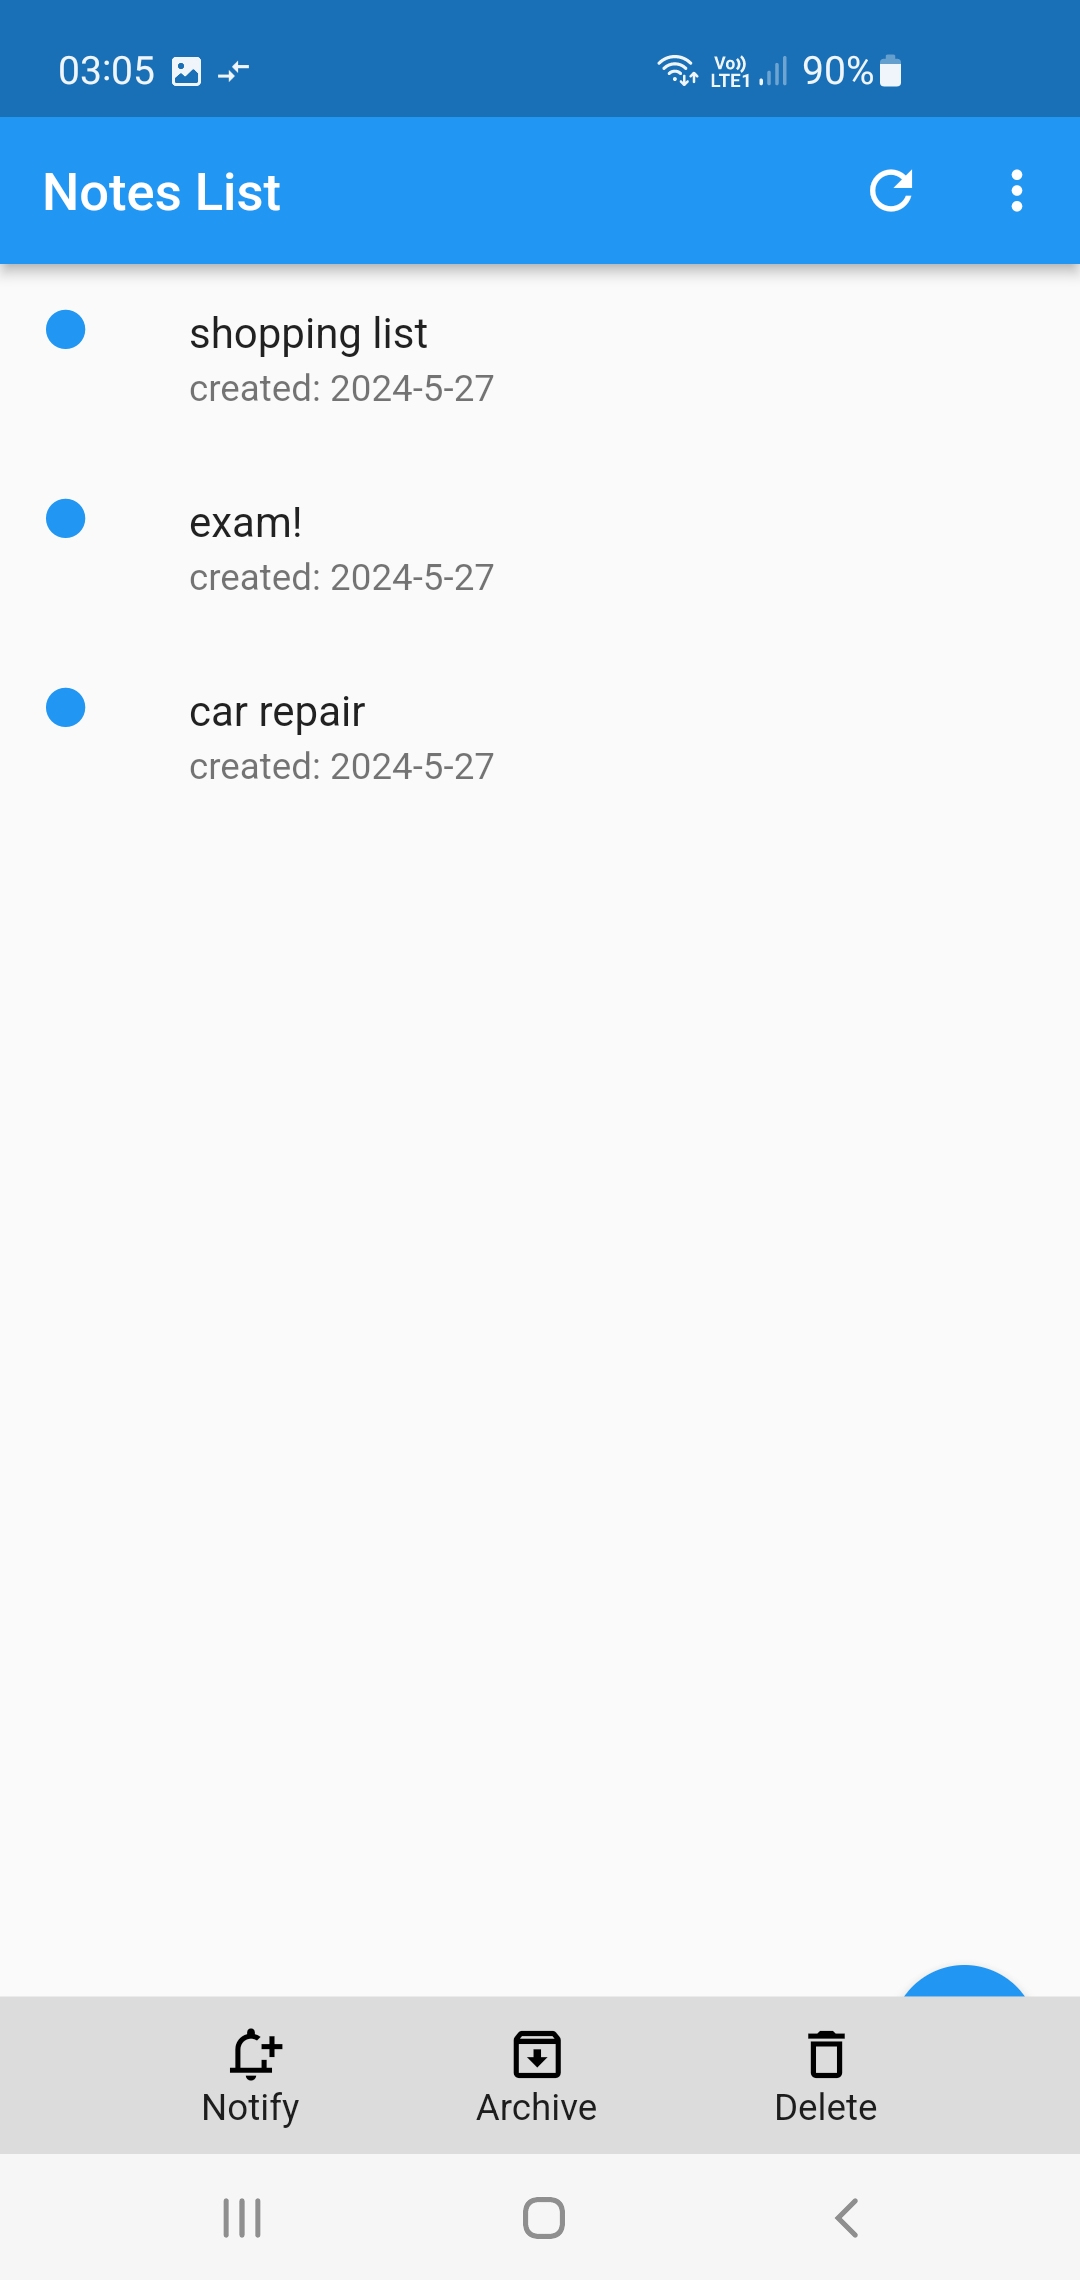 03:05 Vo)) LTE1 90%
Notes List
shopping list
created: 2024-5-27
exam!
created: 2024-5-27
car repair
created: 2024-5-27
Notify Archive Delete